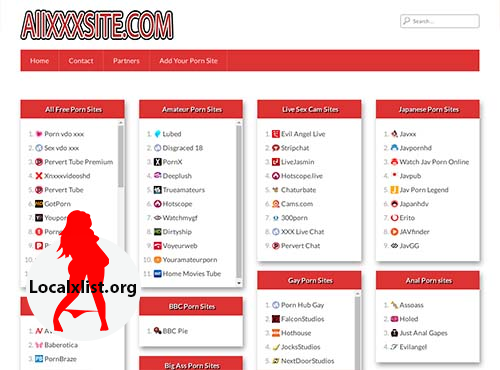 AllXXXSITE.COM
Search...
Home Contact Partners Add Your Porn Site
All Free Porn Sites
1. Porn vdo xxx
2. Sex vdo xxx
3. Pervert Tube Premium
4. Xnxxxvideoshd
5. Pervert Tube
6. GotPorn
7. Youpo
8. Porn
9. P
10.
11.
Amateur Porn Sites
1. Lubed
2. Disgraced 18
3. PornX
4. Deeplush
5. Trueamateurs
6. Hotscope
7. Watchmygf
8. Dirtyship
9. Voyeurweb
10. Youramateurporn
11. Home Movies Tube
Live Sex Cam Sites
1. Evil Angel Live
2. Stripchat
3. LiveJasmin
4. Hotscope.live
5. Chaturbate
6. Cams.com
7. 300porn
8. XXX Live Chat
9. Pervert Chat
Japanese Porn Sites
1. Javxx
2. Javpornhd
3. Watch Jav Porn Online
4. Javpub
5. Jav Porn Legend
6. Japanhdv
7. Erito
8. JAVfnder
9. JavGG
Localxlist.org
1. A
2. Baberotica
3. PornBraze
BBC Porn Sites
1. BBC Pie
Big Ass Porn Sites
Gay Porn Sites
1. Porn Hub Gay
2. FalconStudios
3. Hothouse
4. JocksStudios
5. NextDoorStudios
Anal Porn sites
1. Assoass
2. Holed
3. Just Anal Gapes
4. Evilangel